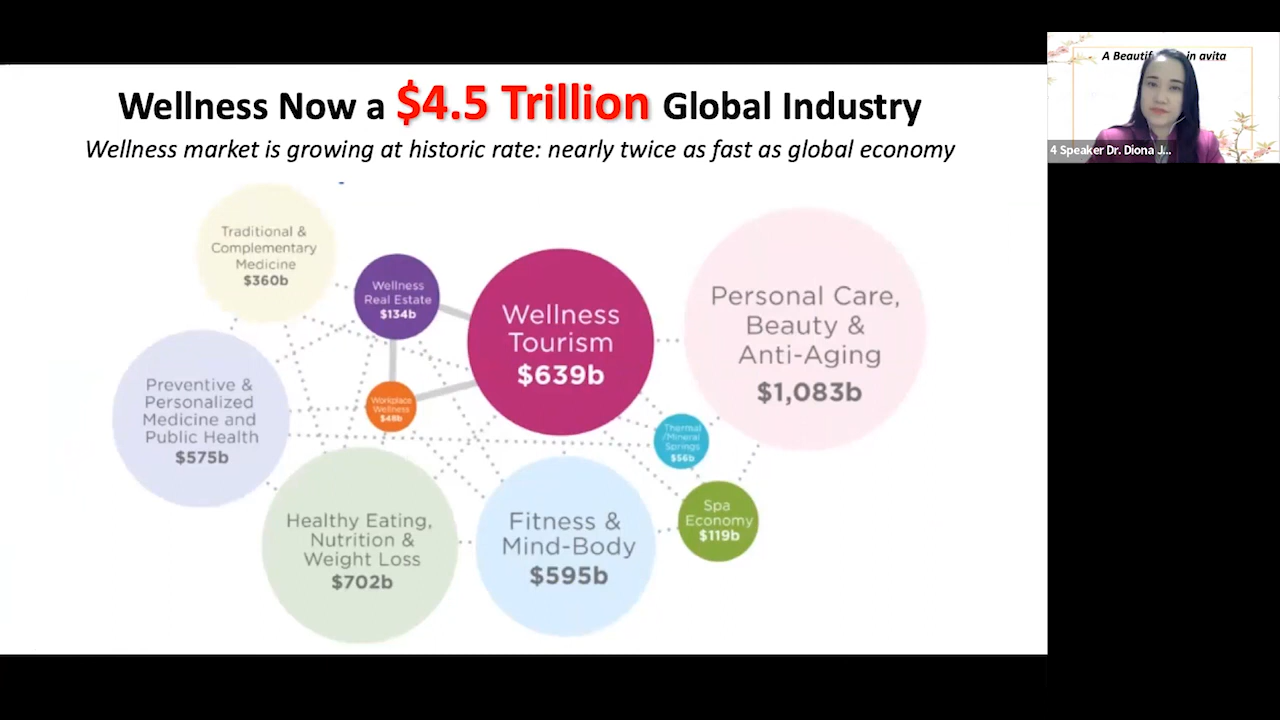 Wellness Now a $4.5 Trillion Global Industry
Wellness market is growing at historic rate: nearly twice as fast as global economy
Traditional &
Complementary
Medicine
$360b
Wellness
Real Estate
$134b
Wellness
Tourism
$639b
Personal Care,
Beauty &
Anti-Aging
$1,083b
Preventive &
Personalized
Medicine and
Public Health
$575b
Workplace
Wellness
$48b
Thermal
/Mineral
Springs
$56b
Healthy Eating,
Nutrition &
Weight Loss
$702b
Fitness &
Mind-Body
$595b
Spa
Economy
$119b
A Beautif in avita
4 Speaker Dr. Diona J...